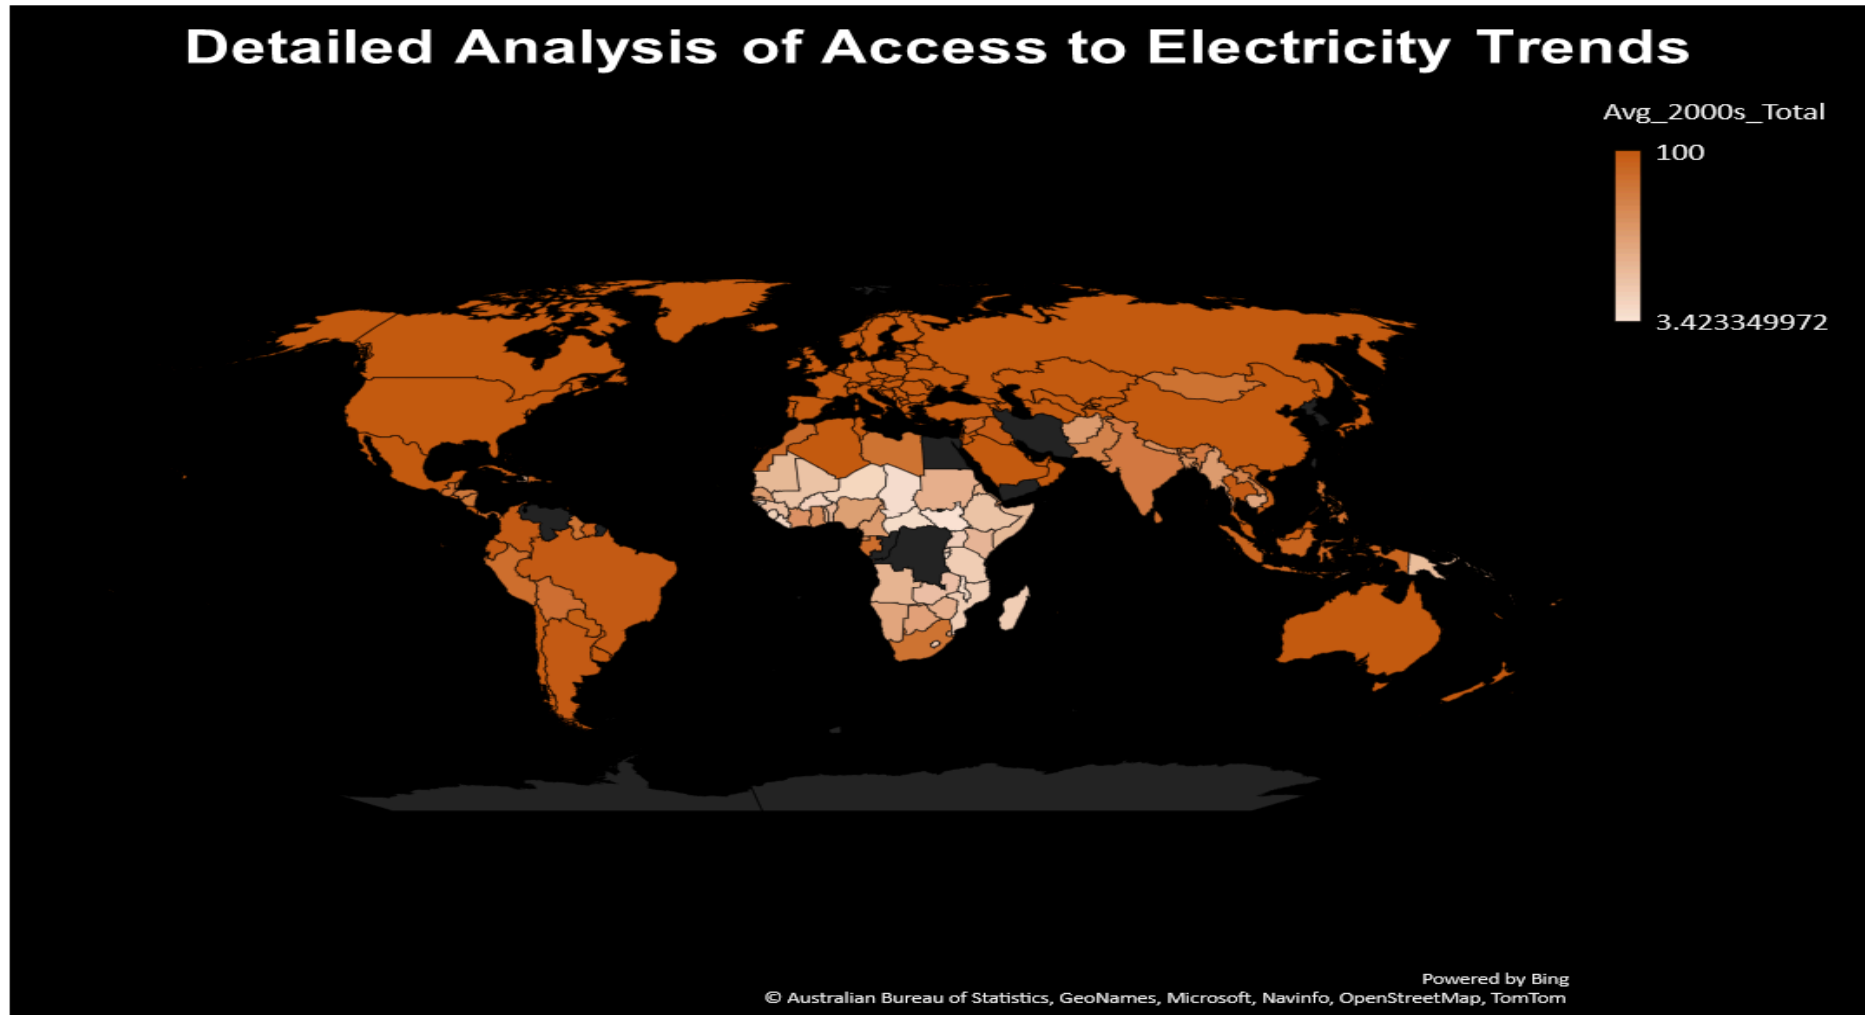 Detailed Analysis of Access to Electricity Trends
Avg_2000s_Total
100
3.423349972
Powered by Bing
© Australian Bureau of Statistics, GeoNames, Microsoft, Navinfo, OpenStreetMap, TomTom